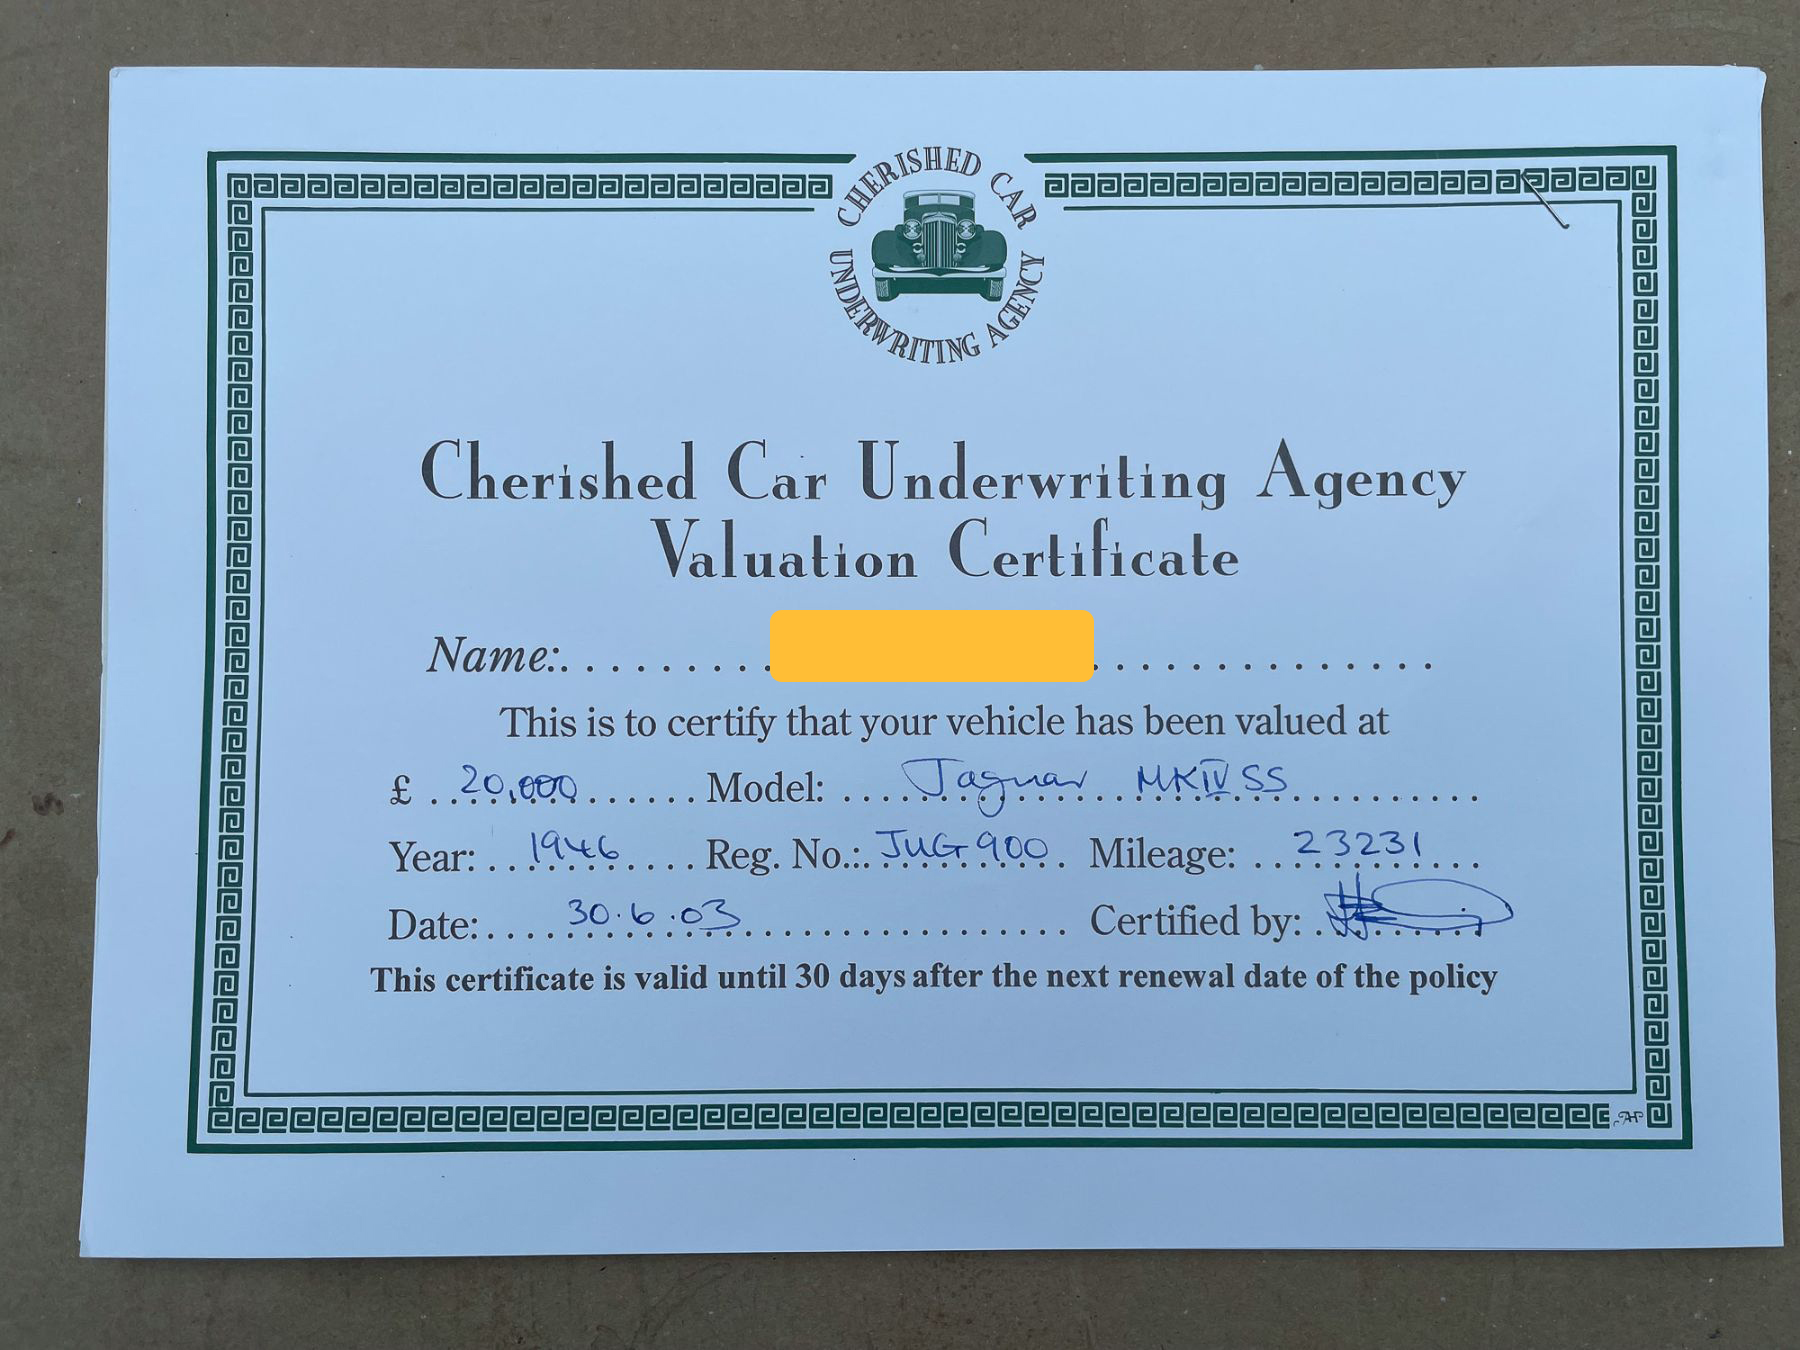 CHERISHED CAR
UNDERWRITING AGENCY
Cherished Car Underwriting Agency
Valuation Certificate
Name:
This is to certify that your vehicle has been valued at
£ 20,000 Model: Jaguar MKIV SS
Year: 1946 Reg. No.: JUG 900 Mileage: 23231
Date: 30.6.03 Certified by:
This certificate is valid until 30 days after the next renewal date of the policy